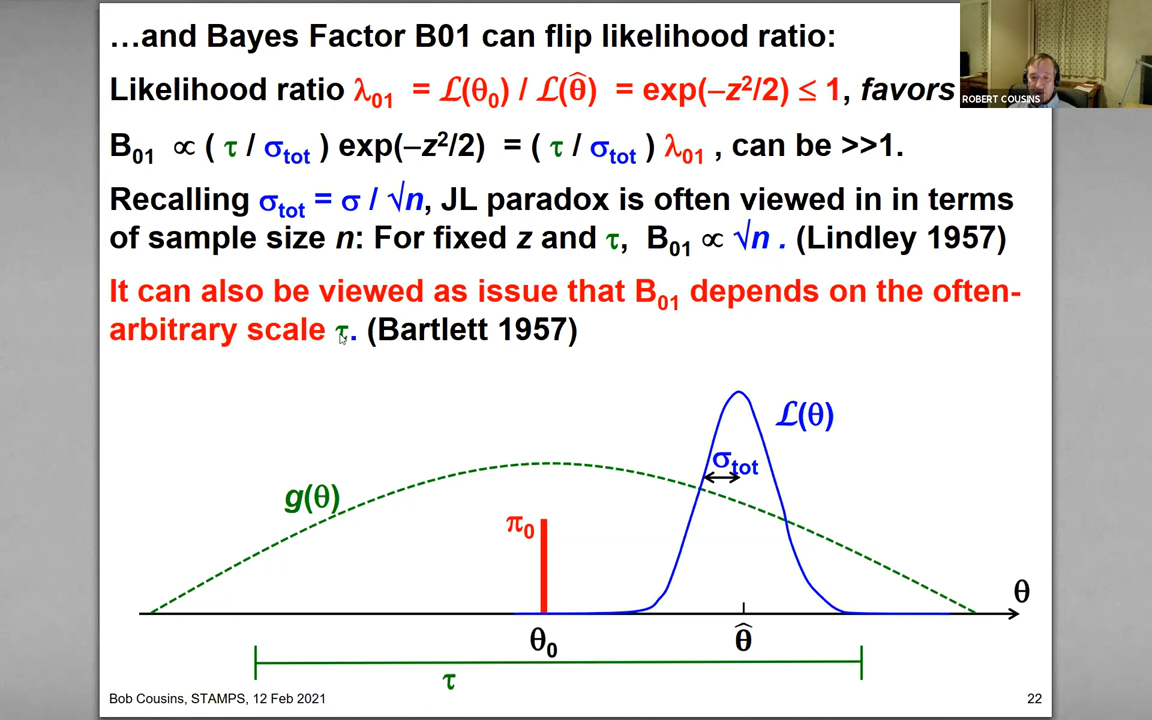 …and Bayes Factor B01 can flip likelihood ratio:
Likelihood ratio λ₀₁ = ℒ(θ₀) / ℒ(θ̂) = exp(–z²/2) ≤ 1, favors
ROBERT COUSINS
B₀₁ ∝ ( τ / σtot ) exp(–z²/2) = ( τ / σtot ) λ₀₁ , can be >>1.
Recalling σtot = σ / √n, JL paradox is often viewed in in terms
of sample size n: For fixed z and τ, B₀₁ ∝ √n . (Lindley 1957)
It can also be viewed as issue that B₀₁ depends on the often-
arbitrary scale τ. (Bartlett 1957)
ℒ(θ)
σtot
g(θ)
π₀
θ
θ₀
θ̂
τ
Bob Cousins, STAMPS, 12 Feb 2021
22